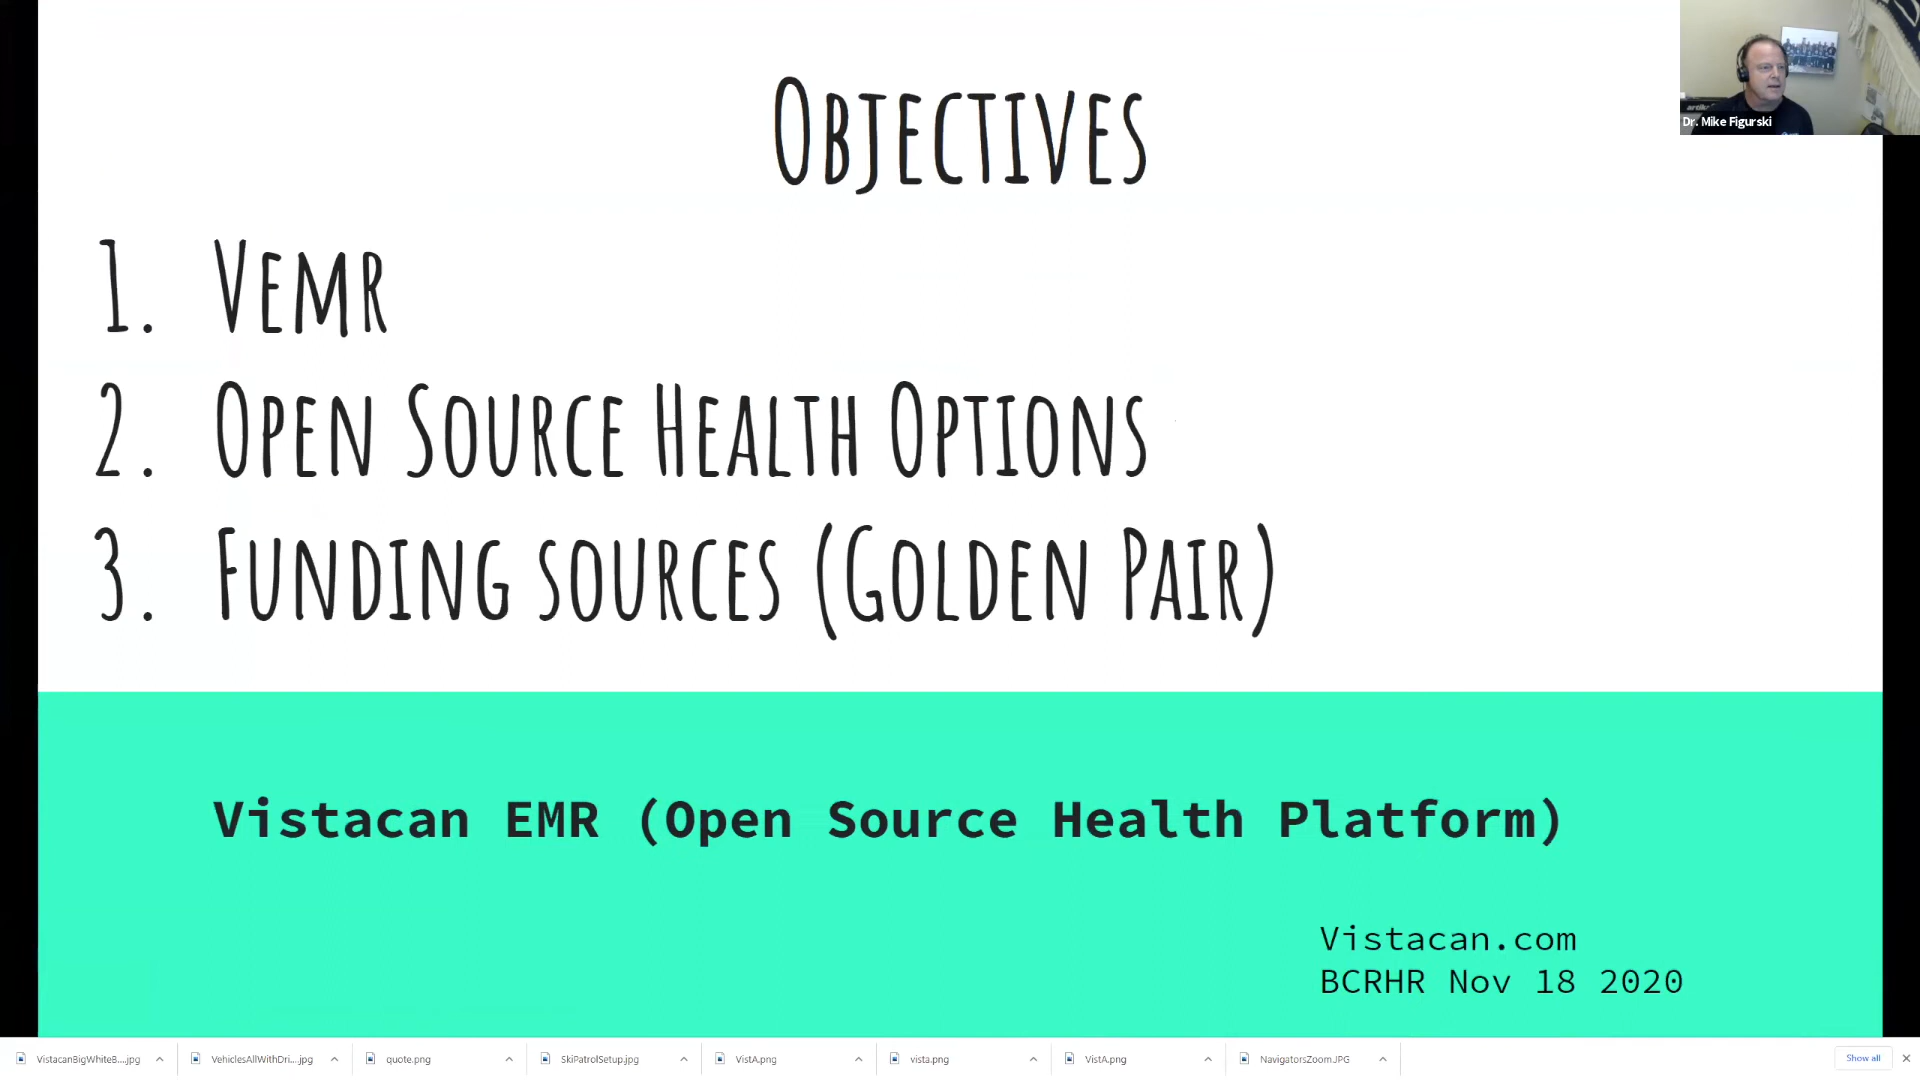 Objectives
1. Vemr
2. Open Source Health Options
3. Funding sources (Golden Pair)
Vistacan EMR (Open Source Health Platform)
Vistacan.com
BCRHR Nov 18 2020
Dr. Mike Figurski
VistacanBigWhiteB....jpg
VehiclesAllWithDri....jpg
quote.png
SkiPatrolSetup.jpg
VistA.png
vista.png
VistA.png
NavigatorsZoom.JPG
Show all